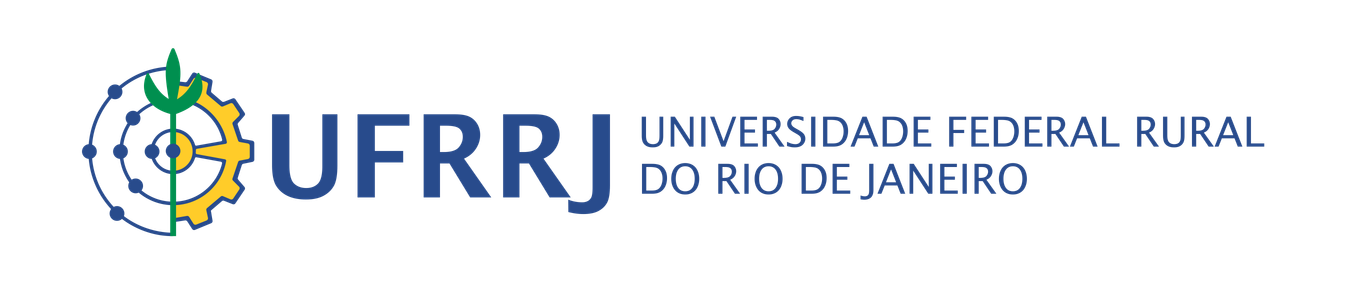 UFRRJ
UNIVERSIDADE FEDERAL RURAL
DO RIO DE JANEIRO